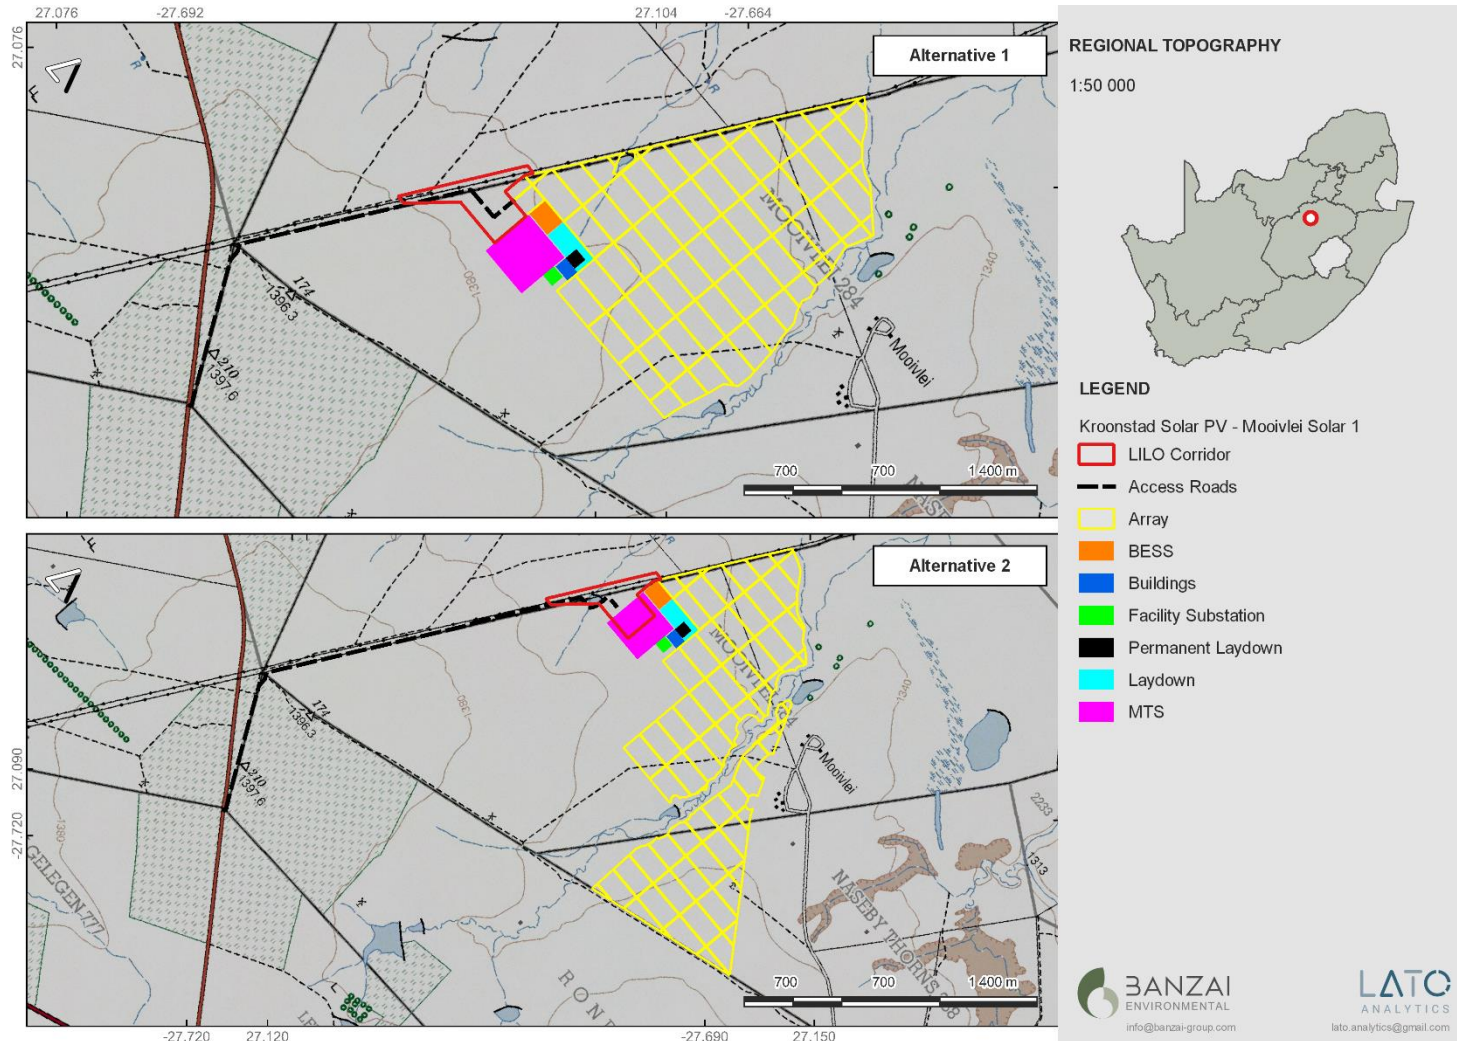 27.076
-27.692
27.104
-27.664
27.076
Alternative 1
R
R
F
174
1396.3
210
1397.6
1380
MOOIVLEI 284
1340
Mooivlei
700
700
1 400 m
NASE
Alternative 2
F
174
1396.3
210
1397.6
1380
1380
1340
Mooivlei
2233
1313
GELEGEN 777
NASEBY THORNS
700
700
1 400 m
27.090
-27.720
-27.720
27.120
-27.690
27.150
REGIONAL TOPOGRAPHY
1:50 000
LEGEND
Kroonstad Solar PV - Mooivlei Solar 1
LILO Corridor
Access Roads
Array
BESS
Buildings
Facility Substation
Permanent Laydown
Laydown
MTS
BANZAI
ENVIRONMENTAL
info@banzai-group.com
LATO
ANALYTICS
lato.analytics@gmail.com